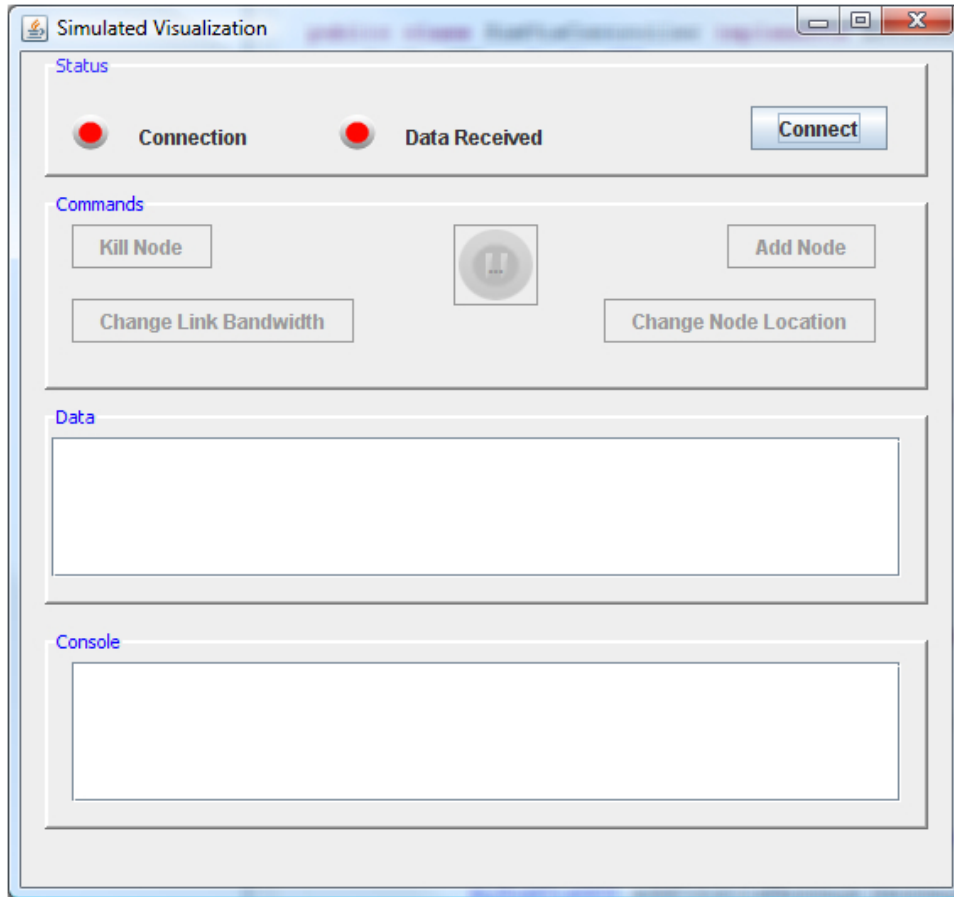 Simulated Visualization
Status
Connection
Data Received
Connect
Commands
Kill Node
Add Node
Change Link Bandwidth
Change Node Location
Data
Console